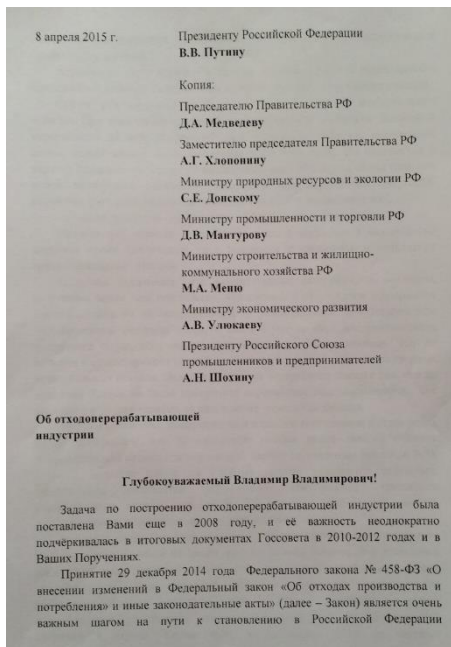 8 апреля 2015 г.
Президенту Российской Федерации
В.В. Путину
Копия:
Председателю Правительства РФ
Д.А. Медведеву
Заместителю председателя Правительства РФ
А.Г. Хлопонину
Министру природных ресурсов и экологии РФ
С.Е. Донскому
Министру промышленности и торговли РФ
Д.В. Мантурову
Министру строительства и жилищно-
коммунального хозяйства РФ
М.А. Меню
Министру экономического развития
А.В. Улюкаеву
Президенту Российского Союза
промышленников и предпринимателей
А.Н. Шохину
Об отходоперерабатывающей
индустрии
Глубокоуважаемый Владимир Владимирович!
Задача по построению отходоперерабатывающей индустрии была
поставлена Вами еще в 2008 году, и её важность неоднократно
подчёркивалась в итоговых документах Госсовета в 2010-2012 годах и в
Ваших Поручениях.
Принятие 29 декабря 2014 года Федерального закона № 458-ФЗ «О
внесении изменений в Федеральный закон «Об отходах производства и
потребления» и иные законодательные акты» (далее – Закон) является очень
важным шагом на пути к становлению в Российской Федерации